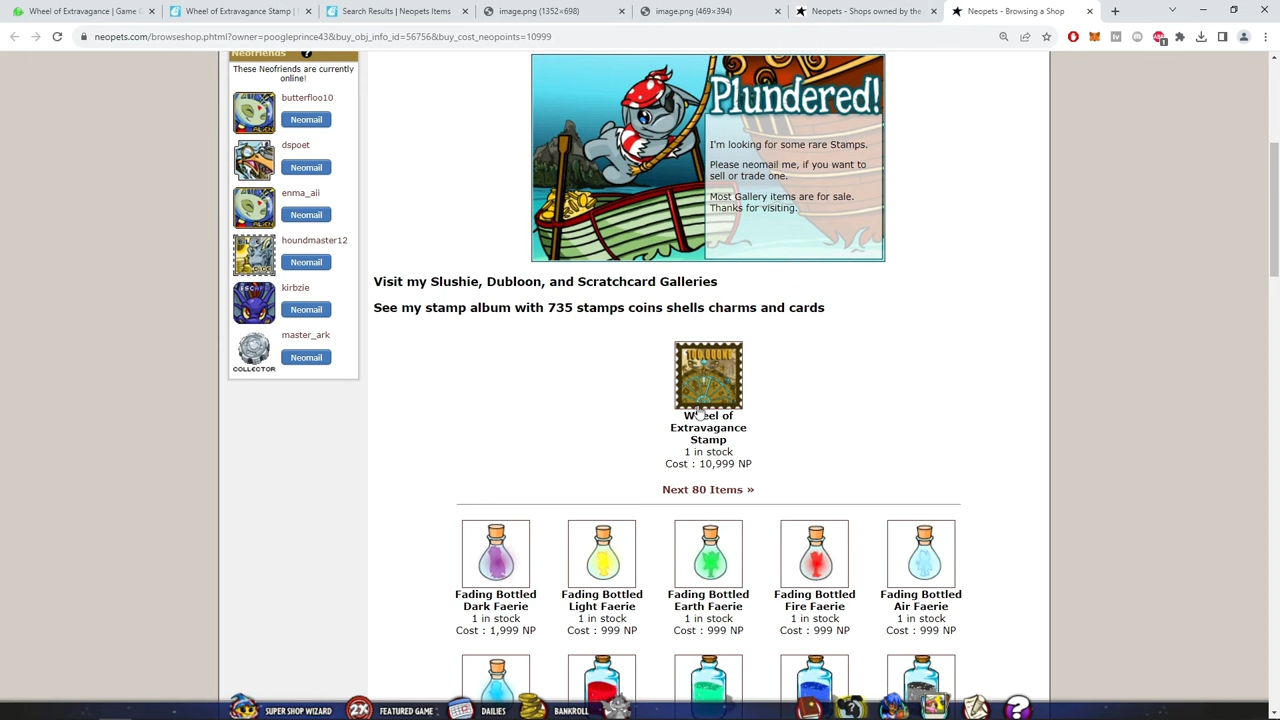 Wheel of Extravagance | Game C
Wheel of Extravagance Stamp |
Search Results | Neopets Items
image.png (1352×698)
image.png (469×394)
Neopets - Shops owned by the
Neopets - Browsing a Shop
neopets.com/browseshop.phtml?owner=poogleprince43&buy_obj_info_id=56756&buy_cost_neopoints=10999
Neofriends
These Neofriends are currently
online!
butterfloo10
Neomail
dspoet
Neomail
enma_aii
Neomail
houndmaster12
Neomail
kirbzie
Neomail
master_ark
Neomail
COLLECTOR
Plundered!
I'm looking for some rare Stamps.
Please neomail me, if you want to
sell or trade one.
Most Gallery items are for sale.
Thanks for visiting.
Visit my Slushie, Dubloon, and Scratchcard Galleries
See my stamp album with 735 stamps coins shells charms and cards
Wheel of
Extravagance
Stamp
1 in stock
Cost : 10,999 NP
Next 80 Items »
Fading Bottled
Dark Faerie
1 in stock
Cost : 1,999 NP
Fading Bottled
Light Faerie
1 in stock
Cost : 999 NP
Fading Bottled
Earth Faerie
1 in stock
Cost : 999 NP
Fading Bottled
Fire Faerie
1 in stock
Cost : 999 NP
Fading Bottled
Air Faerie
1 in stock
Cost : 999 NP
SUPER SHOP WIZARD
2X
FEATURED GAME
DAILIES
BANKROLL